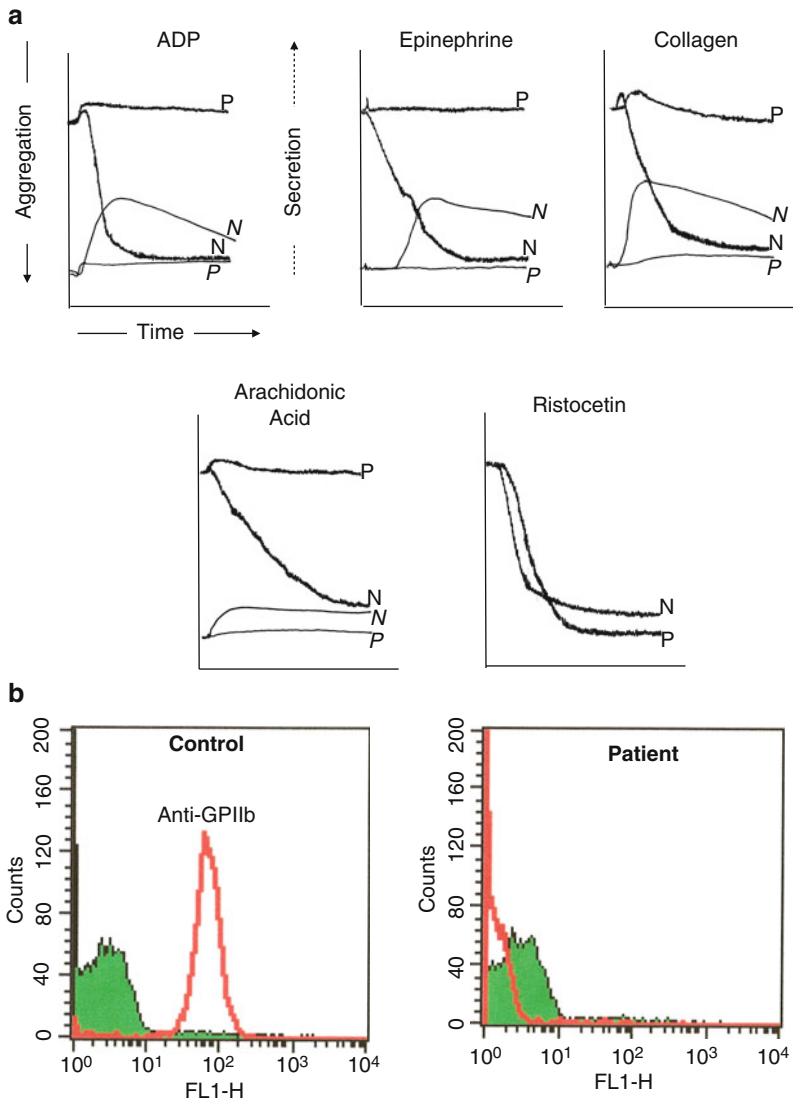 a
ADP
Epinephrine
Collagen
Aggregation
Secretion
P
N
N
P
P
N
N
P
P
N
N
P
Time
Arachidonic
Acid
Ristocetin
P
N
N
P
N
P
b
Control
Anti-GPIIb
Counts
200
160
120
80
40
0
10⁰
10¹
10²
10³
10⁴
FL1-H
Patient
Counts
200
160
120
80
40
0
10⁰
10¹
10²
10³
10⁴
FL1-H